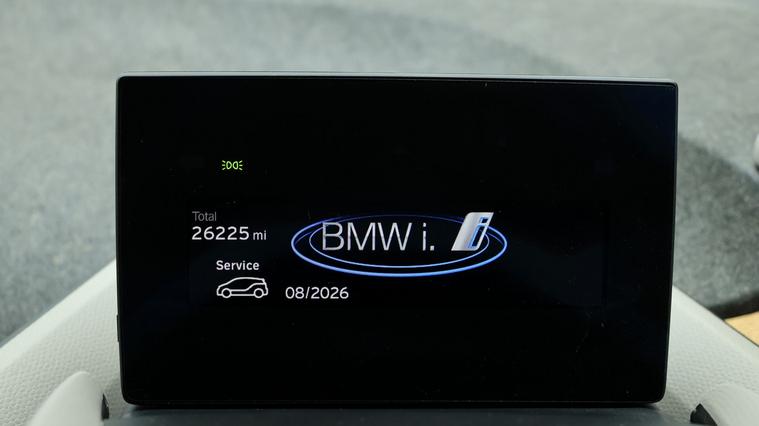 Total
26225 mi
BMW i. i
Service
08/2026